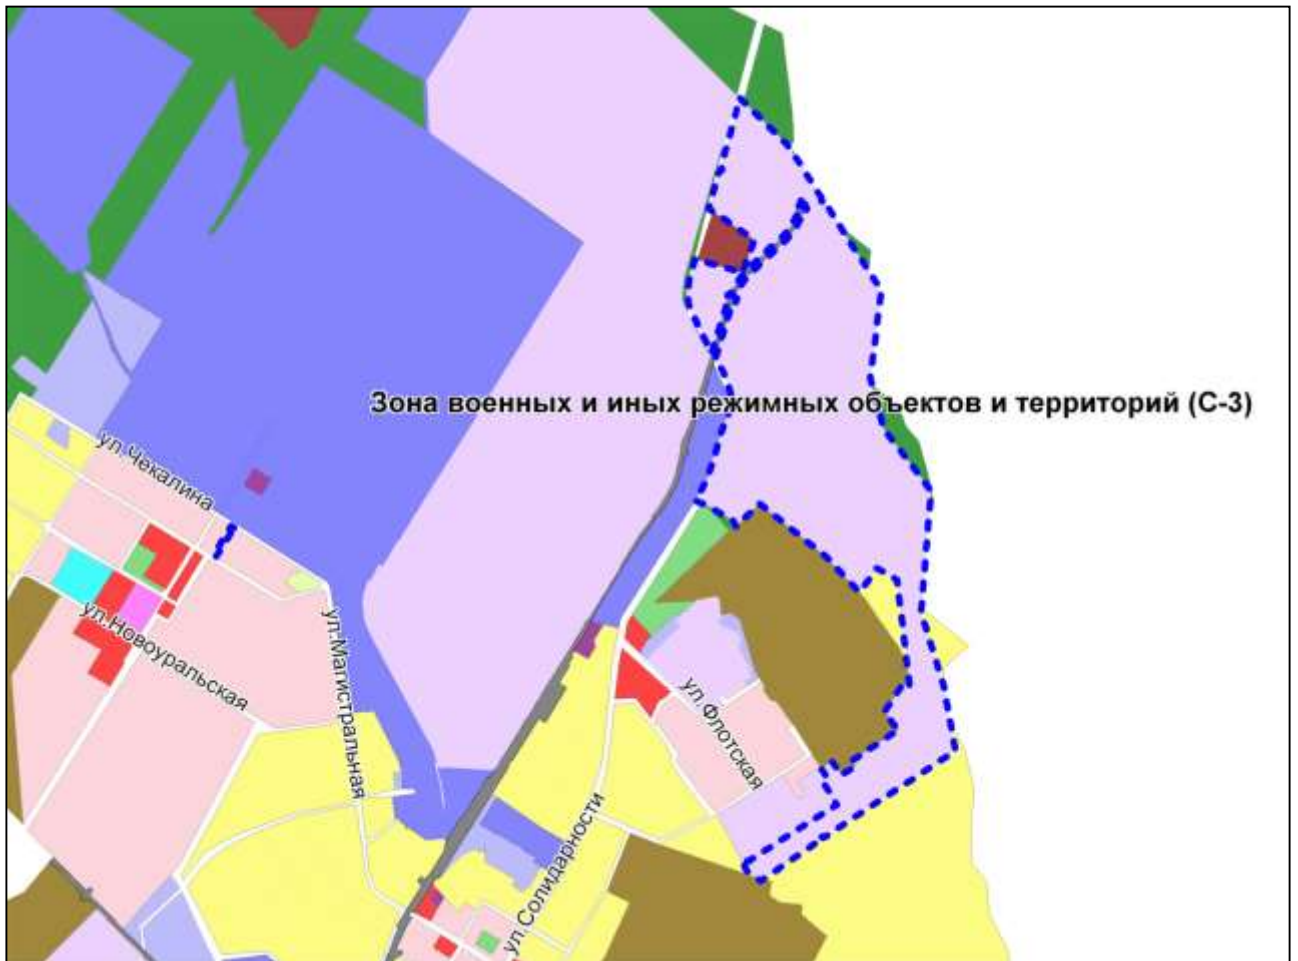 Зона военных и иных режимных объектов и территорий (С-3)
ул.Чекалина
ул.Новоуральская
ул.Магистральная
ул.Флотская
ул.Солидарности